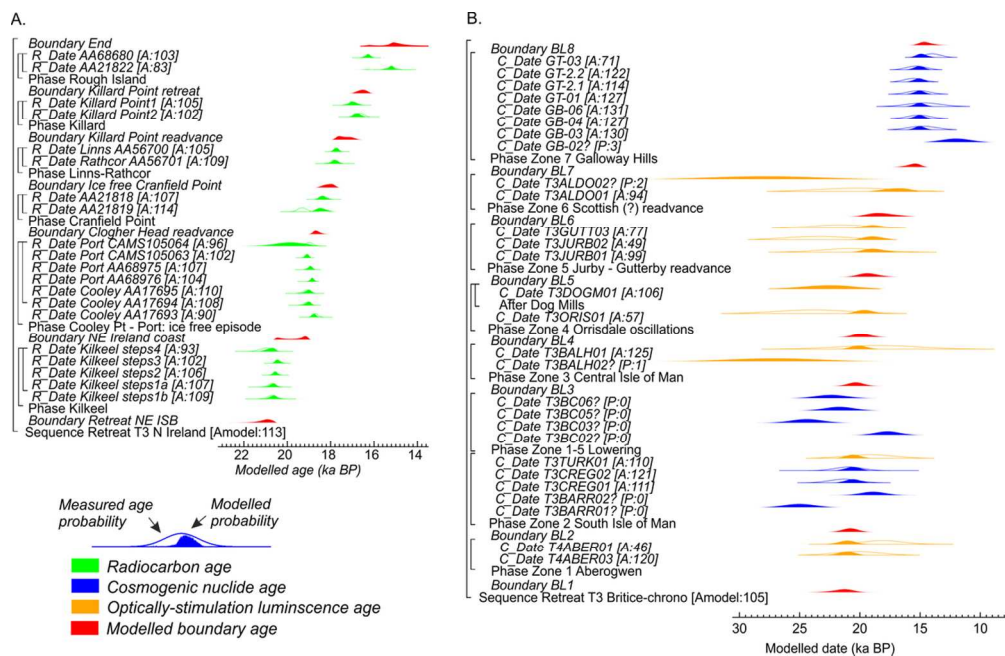 A.
Boundary End
R_Date AA68680 [A:103]
R_Date AA21822 [A:83]
Phase Rough Island
Boundary Killard Point retreat
R_Date Killard Point1 [A:105]
R_Date Killard Point2 [A:102]
Phase Killard
Boundary Killard Point readvance
R_Date Linns AA56700 [A:105]
R_Date Rathcor AA56701 [A:109]
Phase Linns-Rathcor
Boundary Ice free Cranfield Point
R_Date AA21818 [A:107]
R_Date AA21819 [A:114]
Phase Cranfield Point
Boundary Clogher Head readvance
R_Date Port CAMS105064 [A:96]
R_Date Port CAMS105063 [A:102]
R_Date Port AA68975 [A:107]
R_Date Port AA68976 [A:104]
R_Date Cooley AA17695 [A:110]
R_Date Cooley AA17694 [A:108]
R_Date Cooley AA17693 [A:90]
Phase Cooley Pt - Port: ice free episode
Boundary NE Ireland coast
R_Date Kilkeel steps4 [A:93]
R_Date Kilkeel steps3 [A:102]
R_Date Kilkeel steps2 [A:106]
R_Date Kilkeel steps1a [A:107]
R_Date Kilkeel steps1b [A:109]
Phase Kilkeel
Boundary Retreat NE ISB
Sequence Retreat T3 N Ireland [Amodel:113]
22 20 18 16 14
Modelled age (ka BP)
Measured age probability
Modelled probability
Radiocarbon age
Cosmogenic nuclide age
Optically-stimulation luminscence age
Modelled boundary age
B.
Boundary BL8
C_Date GT-03 [A:71]
C_Date GT-2.2 [A:122]
C_Date GT-2.1 [A:114]
C_Date GT-01 [A:127]
C_Date GB-06 [A:131]
C_Date GB-04 [A:127]
C_Date GB-03 [A:130]
C_Date GB-02? [P:3]
Phase Zone 7 Galloway Hills
Boundary BL7
C_Date T3ALDO02? [P:2]
C_Date T3ALDO01 [A:94]
Phase Zone 6 Scottish (?) readvance
Boundary BL6
C_Date T3GUTT03 [A:77]
C_Date T3JURB02 [A:49]
C_Date T3JURB01 [A:99]
Phase Zone 5 Jurby - Gutterby readvance
Boundary BL5
C_Date T3DOGM01 [A:106]
After Dog Mills
C_Date T3ORIS01 [A:57]
Phase Zone 4 Orrisdale oscillations
Boundary BL4
C_Date T3BALH01 [A:125]
C_Date T3BALH02? [P:1]
Phase Zone 3 Central Isle of Man
Boundary BL3
C_Date T3BC06? [P:0]
C_Date T3BC05? [P:0]
C_Date T3BC03? [P:0]
C_Date T3BC02? [P:0]
Phase Zone 1-5 Lowering
C_Date T3TURK01 [A:110]
C_Date T3CREG02 [A:121]
C_Date T3CREG01 [A:111]
C_Date T3BARR02? [P:0]
C_Date T3BARR01? [P:0]
Phase Zone 2 South Isle of Man
Boundary BL2
C_Date T4ABER01 [A:46]
C_Date T4ABER03 [A:120]
Phase Zone 1 Aberogwen
Boundary BL1
Sequence Retreat T3 Britice-chrono [Amodel:105]
30 25 20 15 10
Modelled date (ka BP)